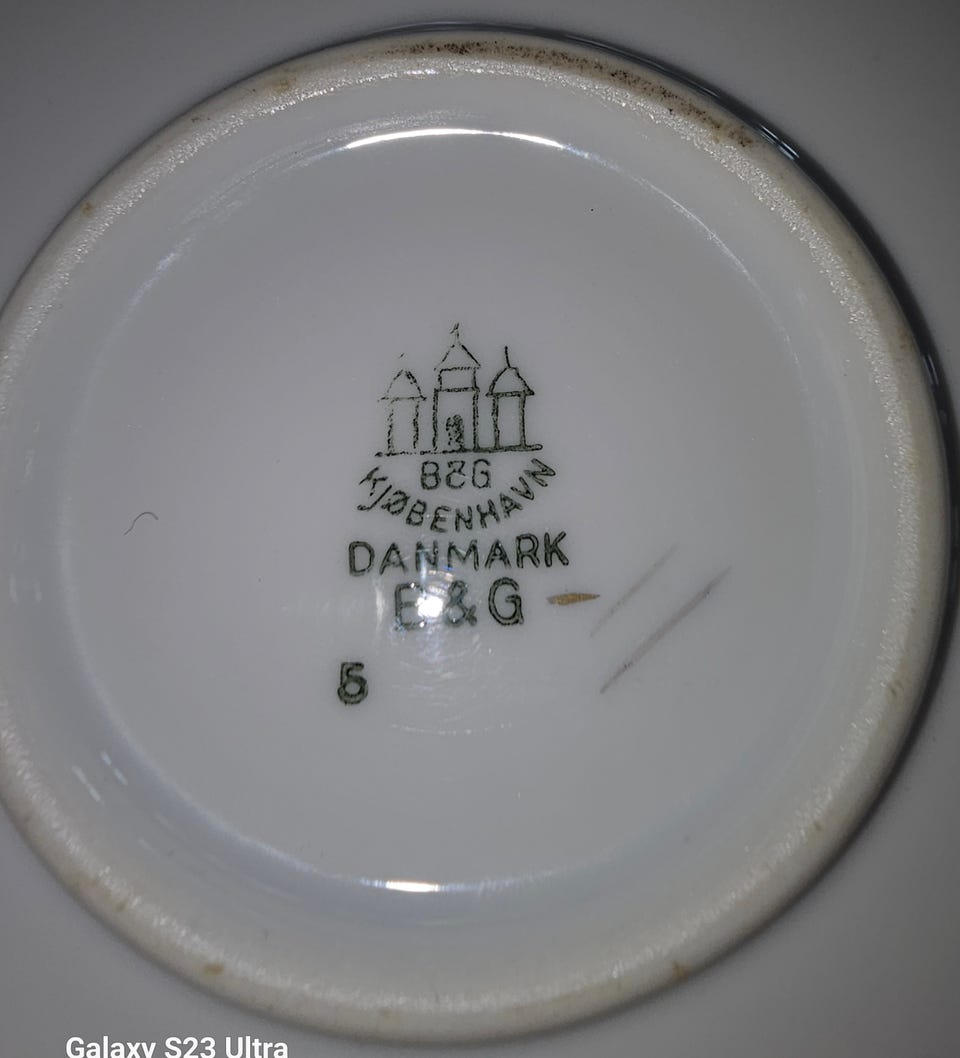 B&G
KJØBENHAVN
DANMARK
B & G
5
Galaxy S23 Ultra